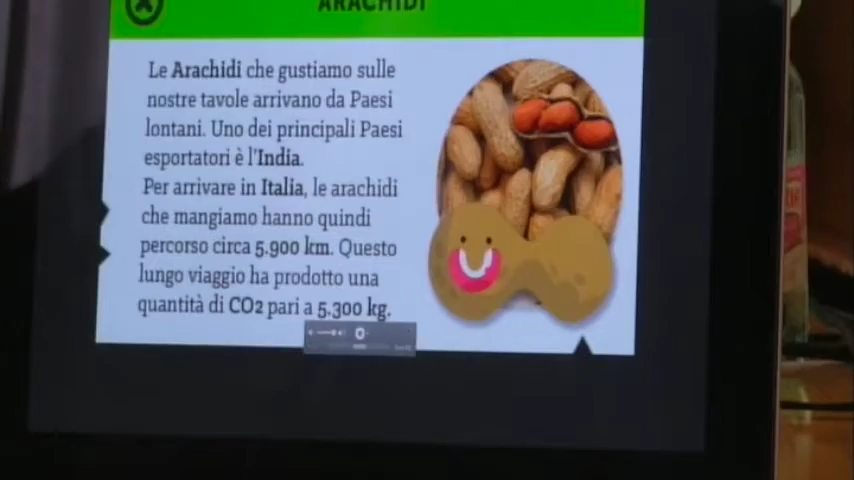 ARACHIDI
Le Arachidi che gustiamo sulle
nostre tavole arrivano da Paesi
lontani. Uno dei principali Paesi
esportatori è l'India.
Per arrivare in Italia, le arachidi
che mangiamo hanno quindi
percorso circa 5.900 km. Questo
lungo viaggio ha prodotto una
quantità di CO2 pari a 5.300 kg.